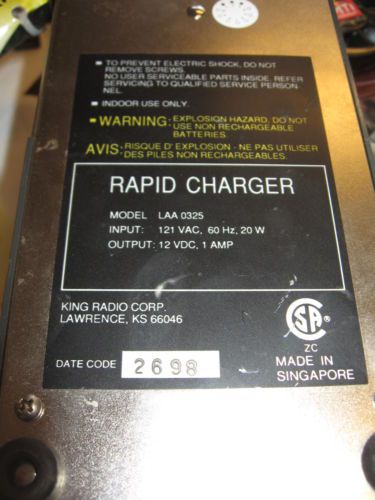 • TO PREVENT ELECTRIC SHOCK, DO NOT
REMOVE SCREWS.
NO USER SERVICEABLE PARTS INSIDE. REFER
SERVICING TO QUALIFIED SERVICE PERSON
NEL.
• INDOOR USE ONLY.
• WARNING: EXPLOSION HAZARD, DO NOT
USE NON RECHARGEABLE
BATTERIES.
AVIS: RISQUE D' EXPLOSION - NE PAS UTILISER
DES PILES NON RECHARGEABLES.
RAPID CHARGER
MODEL LAA 0325
INPUT: 121 VAC, 60 Hz, 20 W
OUTPUT: 12 VDC, 1 AMP
KING RADIO CORP.
LAWRENCE, KS 66046
SA
ZC
DATE CODE 2698
MADE IN
SINGAPORE